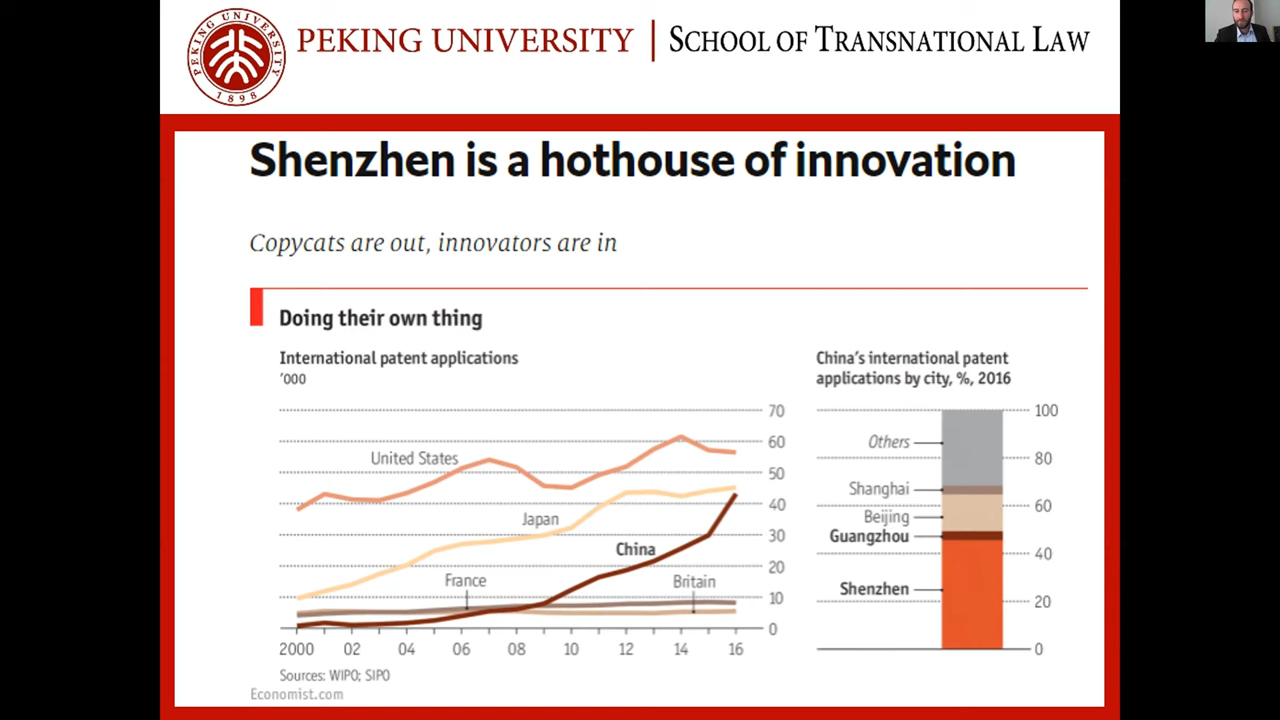 PEKING UNIVERSITY
1898
PEKING UNIVERSITY | SCHOOL OF TRANSNATIONAL LAW
Shenzhen is a hothouse of innovation
Copycats are out, innovators are in
Doing their own thing
International patent applications
'000
70
60
50
40
30
20
10
0
United States
Japan
China
France
Britain
2000 02 04 06 08 10 12 14 16
China's international patent
applications by city, %, 2016
100
80
60
40
20
0
Others
Shanghai
Beijing
Guangzhou
Shenzhen
Sources: WIPO; SIPO
Economist.com